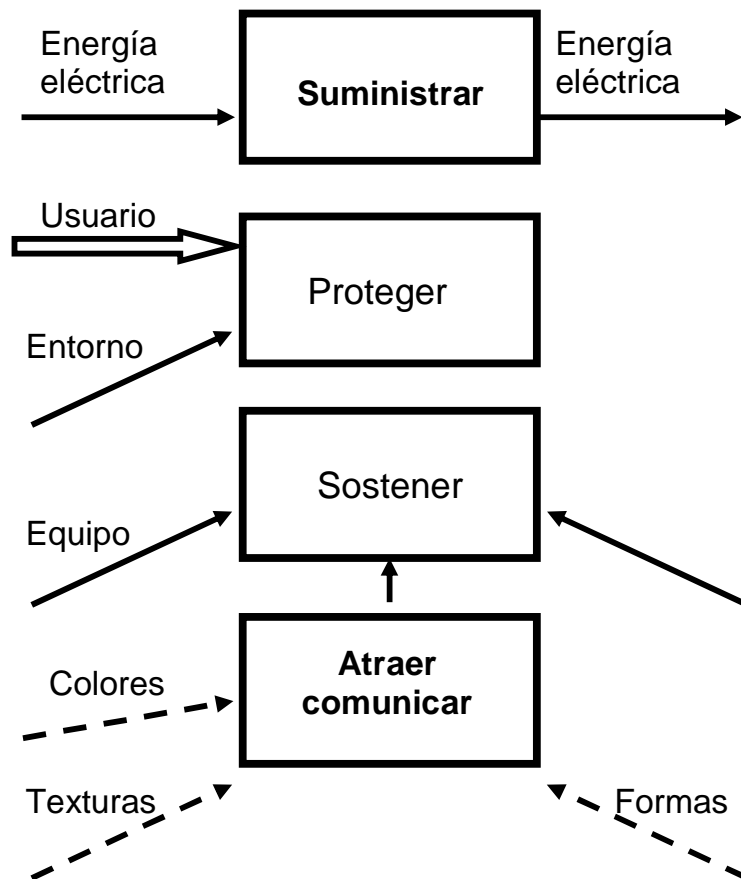 Energía
eléctrica
Suministrar
Energía
eléctrica
Usuario
Proteger
Entorno
Sostener
Equipo
Atraer
comunicar
Colores
Texturas
Formas